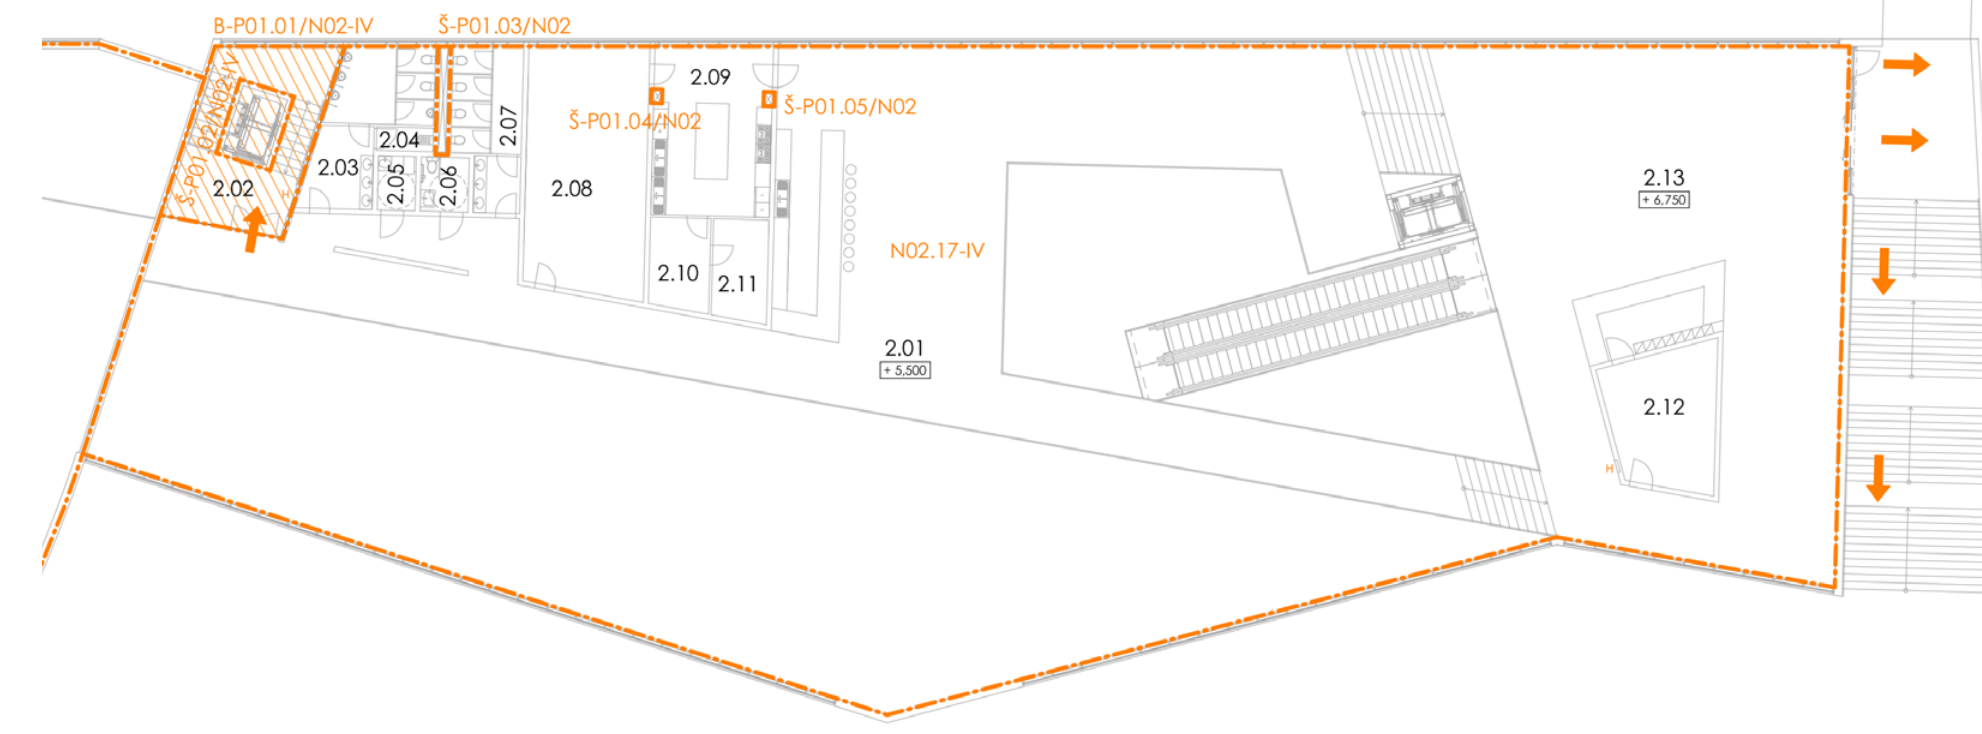 B-P01.01/N02-IV
Š-P01.03/N02
Š-P01.02/N02-IV
2.09
Š-P01.04/N02
Š-P01.05/N02
2.07
2.04
2.03
2.05
2.06
2.02
H
2.08
2.13
+ 6,750
N02.17-IV
2.10
2.11
2.01
+ 5,500
2.12
H